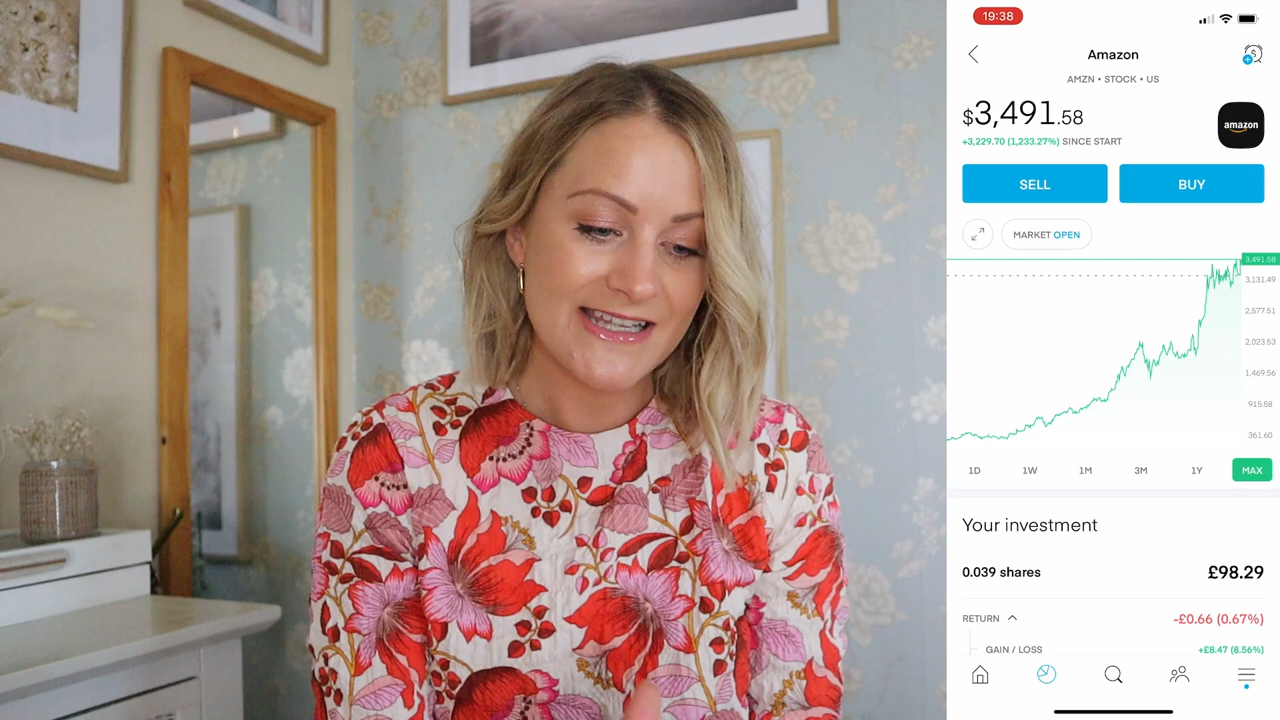 19:38
Amazon
AMZN • STOCK • US
$3,491.58
amazon
+3,229.70 (1,233.27%) SINCE START
SELL
BUY
MARKET OPEN
3,491.58
3,131.49
2,577.51
2,023.53
1,469.56
915.58
361.60
1D 1W 1M 3M 1Y MAX
Your investment
0.039 shares £98.29
RETURN -£0.66 (0.67%)
GAIN / LOSS +£8.47 (8.56%)